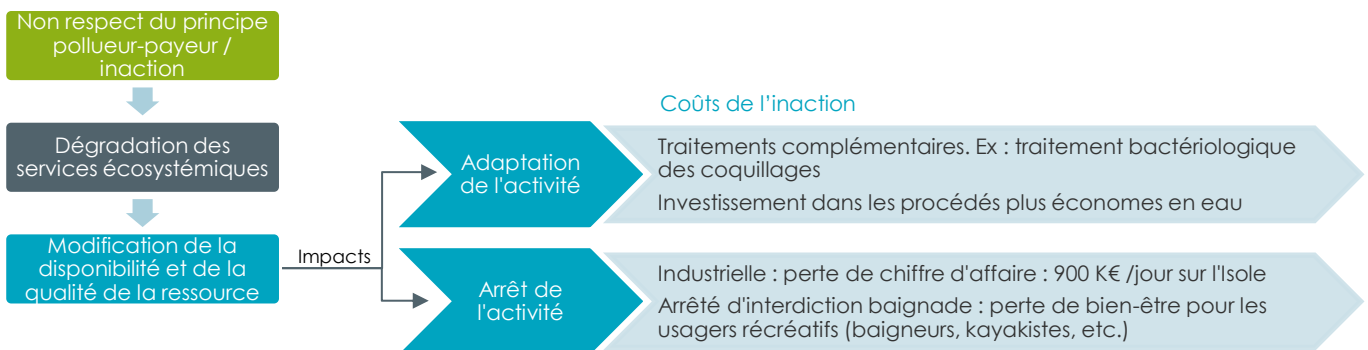 Non respect du principe
pollueur-payeur /
inaction
Dégradation des
services écosystémiques
Modification de la
disponibilité et de la
qualité de la ressource
Impacts
Coûts de l'inaction
Adaptation
de l'activité
Traitements complémentaires. Ex : traitement bactériologique
des coquillages
Investissement dans les procédés plus économes en eau
Arrêt de
l'activité
Industrielle : perte de chiffre d'affaire : 900 K€ /jour sur l'Isole
Arrêté d'interdiction baignade : perte de bien-être pour les
usagers récréatifs (baigneurs, kayakistes, etc.)